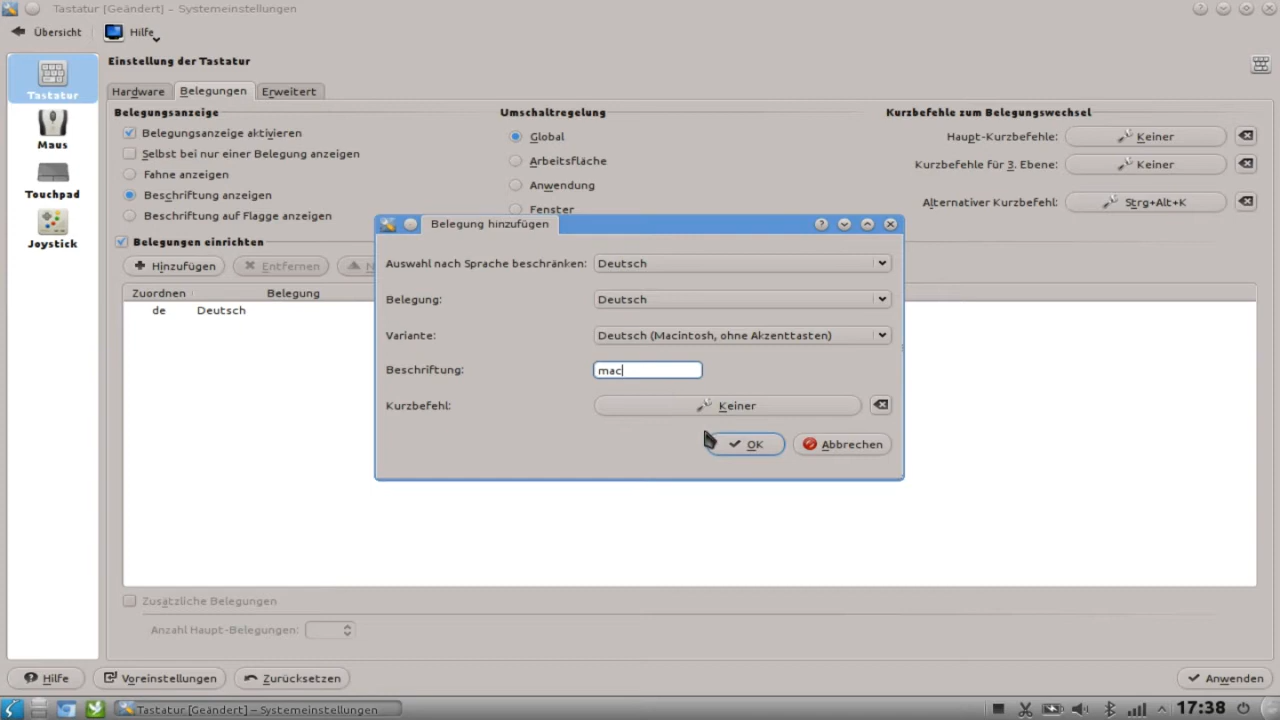 Tastatur [Geändert] – Systemeinstellungen
Übersicht Hilfe
Tastatur
Maus
Touchpad
Joystick
Einstellung der Tastatur
Hardware Belegungen Erweitert
Belegungsanzeige
Belegungsanzeige aktivieren
Selbst bei nur einer Belegung anzeigen
Fahne anzeigen
Beschriftung anzeigen
Beschriftung auf Flagge anzeigen
Umschaltregelung
Global
Arbeitsfläche
Anwendung
Fenster
Kurzbefehle zum Belegungswechsel
Haupt-Kurzbefehle: Keiner
Kurzbefehle für 3. Ebene: Keiner
Alternativer Kurzbefehl: Strg+Alt+K
Belegungen einrichten
Hinzufügen Entfernen
Zuordnen Belegung
de Deutsch
Belegung hinzufügen
Auswahl nach Sprache beschränken: Deutsch
Belegung: Deutsch
Variante: Deutsch (Macintosh, ohne Akzenttasten)
Beschriftung: mac
Kurzbefehl: Keiner
OK Abbrechen
Zusätzliche Belegungen
Anzahl Haupt-Belegungen:
Hilfe Voreinstellungen Zurücksetzen Anwenden
Tastatur [Geändert] – Systemeinstellungen 17:38